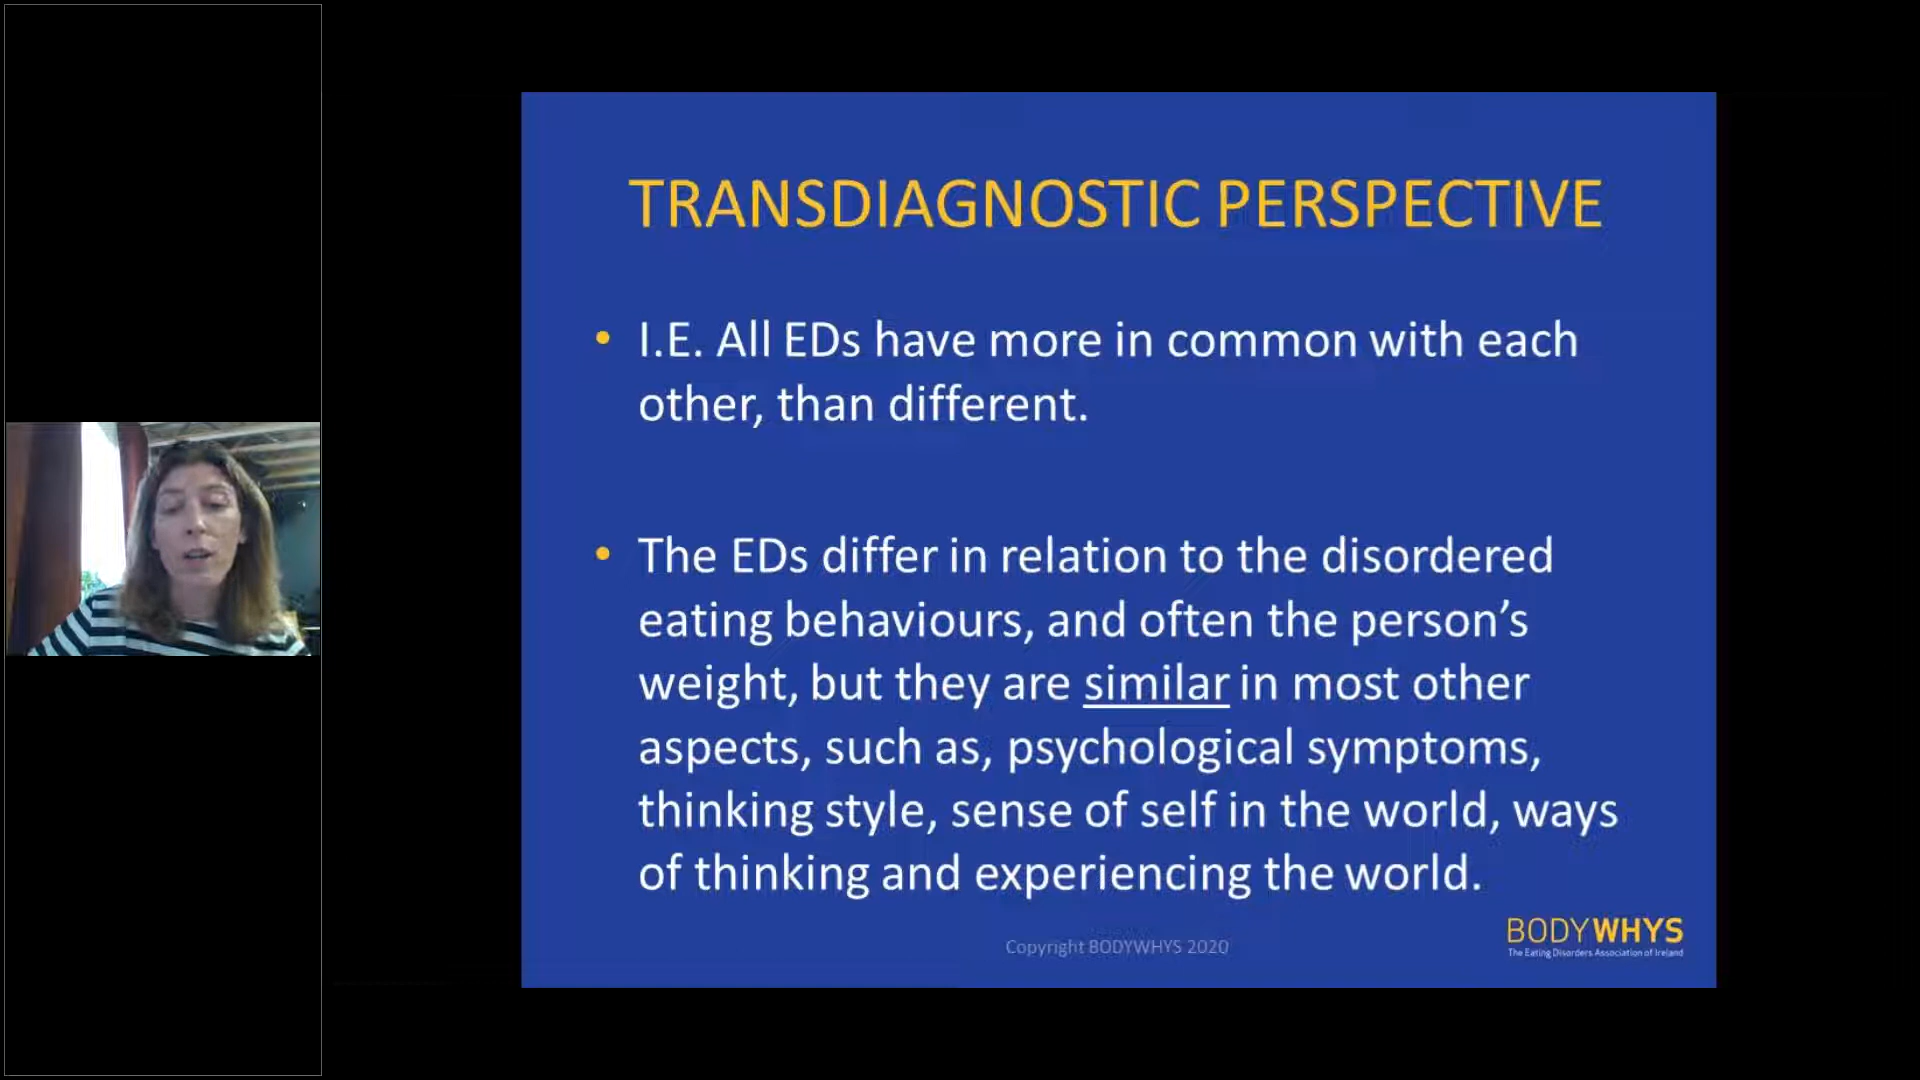 TRANSDIAGNOSTIC PERSPECTIVE
• I.E. All EDs have more in common with each
other, than different.
• The EDs differ in relation to the disordered
eating behaviours, and often the person’s
weight, but they are similar in most other
aspects, such as, psychological symptoms,
thinking style, sense of self in the world, ways
of thinking and experiencing the world.
Copyright BODYWHYS 2020
BODYWHYS
The Eating Disorders Association of Ireland